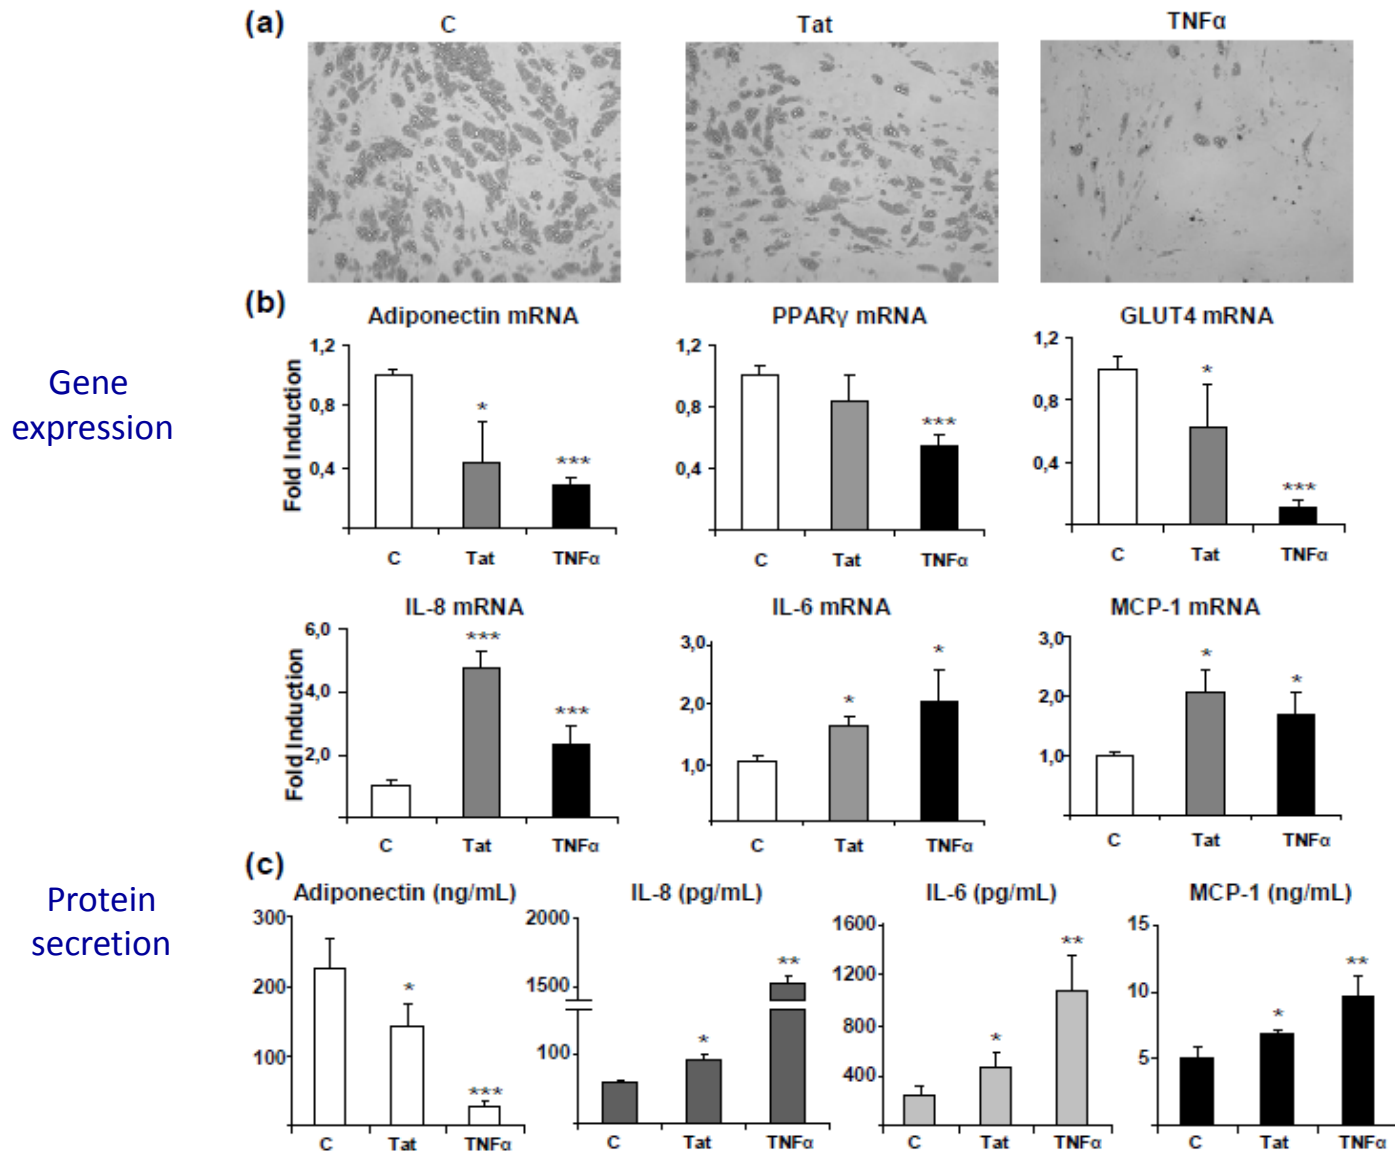 (a)
C
Tat
TNFα
(b)
Gene
expression
Adiponectin mRNA
Fold Induction
1,2
0,8
0,4
*
***
C
Tat
TNFα
PPARγ mRNA
1,2
0,8
0,4
***
C
Tat
TNFα
GLUT4 mRNA
1,2
0,8
0,4
*
***
C
Tat
TNFα
IL-8 mRNA
Fold Induction
6,0
4,0
2,0
***
***
C
Tat
TNFα
IL-6 mRNA
3,0
2,0
1,0
*
*
C
Tat
TNFα
MCP-1 mRNA
3,0
2,0
1,0
*
*
C
Tat
TNFα
(c)
Protein
secretion
Adiponectin (ng/mL)
300
200
100
*
***
C
Tat
TNFα
IL-8 (pg/mL)
2000
1500
100
*
**
C
Tat
TNFα
IL-6 (pg/mL)
1600
1200
800
400
*
**
C
Tat
TNFα
MCP-1 (ng/mL)
15
10
5
*
**
C
Tat
TNFα